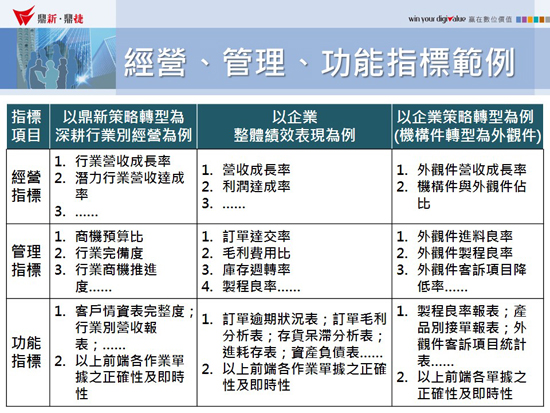 鼎新·鼎捷
win your digivalue 贏在數位價值
經營、管理、功能指標範例
指標
項目
以鼎新策略轉型為
深耕行業別經營為例
以企業
整體績效表現為例
以企業策略轉型為例
(機構件轉型為外觀件)
經營
指標
1. 行業營收成長率
2. 潛力行業營收達成
率
3. ......
1. 營收成長率
2. 利潤達成率
3. ......
1. 外觀件營收成長率
2. 機構件與外觀件佔
比
管理
指標
1. 商機預算比
2. 行業完備度
3. 行業商機推進
度......
1. 訂單達交率
2. 毛利費用比
3. 庫存週轉率
4. 製程良率......
1. 外觀件進料良率
2. 外觀件製程良率
3. 外觀件客訴項目降
低率......
功能
指標
1. 客戶情資表完整度；
行業別營收報
表；......
2. 以上前端各作業單
據之正確性及即時
性
1. 訂單逾期狀況表；訂單毛利
分析表；存貨呆滯分析表；
進耗存表；資產負債表......
2. 以上前端各作業單據之正確
性及即時性
1. 製程良率報表；產
品別接單報表；外
觀件客訴項目統計
表......
2. 以上前端各作業單
據之正確性及即時
性